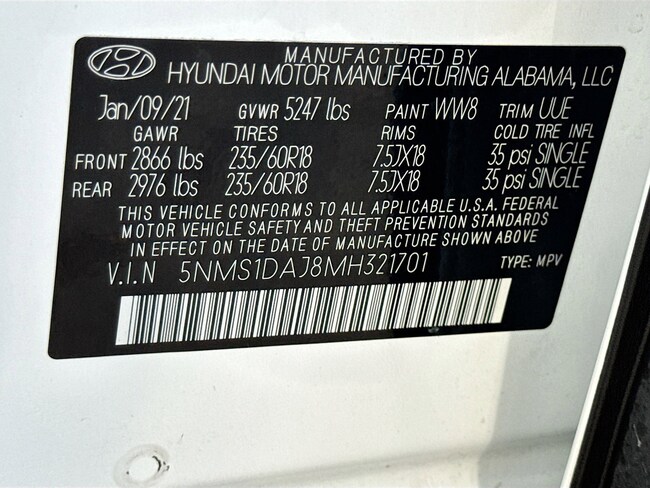 MANUFACTURED BY
HYUNDAI MOTOR MANUFACTURING ALABAMA, LLC
Jan/09/21 GVWR 5247 lbs PAINT WW8 TRIM UUE
GAWR TIRES RIMS COLD TIRE INFL
FRONT 2866 lbs 235/60R18 7.5JX18 35 psi SINGLE
REAR 2976 lbs 235/60R18 7.5JX18 35 psi SINGLE
THIS VEHICLE CONFORMS TO ALL APPLICABLE U.S.A. FEDERAL
MOTOR VEHICLE SAFETY AND THEFT PREVENTION STANDARDS
IN EFFECT ON THE DATE OF MANUFACTURE SHOWN ABOVE
V.I.N 5NMS1DAJ8MH321701 TYPE: MPV